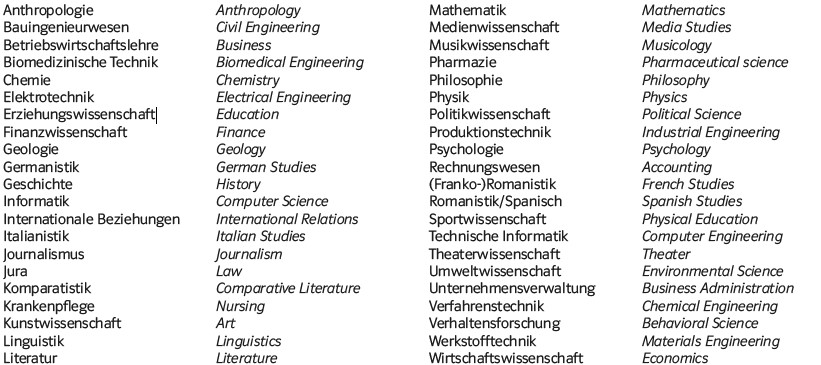 Anthropologie Anthropology
Bauingenieurwesen Civil Engineering
Betriebswirtschaftslehre Business
Biomedizinische Technik Biomedical Engineering
Chemie Chemistry
Elektrotechnik Electrical Engineering
Erziehungswissenschaft Education
Finanzwissenschaft Finance
Geologie Geology
Germanistik German Studies
Geschichte History
Informatik Computer Science
Internationale Beziehungen International Relations
Italianistik Italian Studies
Journalismus Journalism
Jura Law
Komparatistik Comparative Literature
Krankenpflege Nursing
Kunstwissenschaft Art
Linguistik Linguistics
Literatur Literature
Mathematik Mathematics
Medienwissenschaft Media Studies
Musikwissenschaft Musicology
Pharmazie Pharmaceutical science
Philosophie Philosophy
Physik Physics
Politikwissenschaft Political Science
Produktionstechnik Industrial Engineering
Psychologie Psychology
Rechnungswesen Accounting
(Franko-)Romanistik French Studies
Romanistik/Spanisch Spanish Studies
Sportwissenschaft Physical Education
Technische Informatik Computer Engineering
Theaterwissenschaft Theater
Umweltwissenschaft Environmental Science
Unternehmensverwaltung Business Administration
Verfahrenstechnik Chemical Engineering
Verhaltensforschung Behavioral Science
Werkstofftechnik Materials Engineering
Wirtschaftswissenschaft Economics